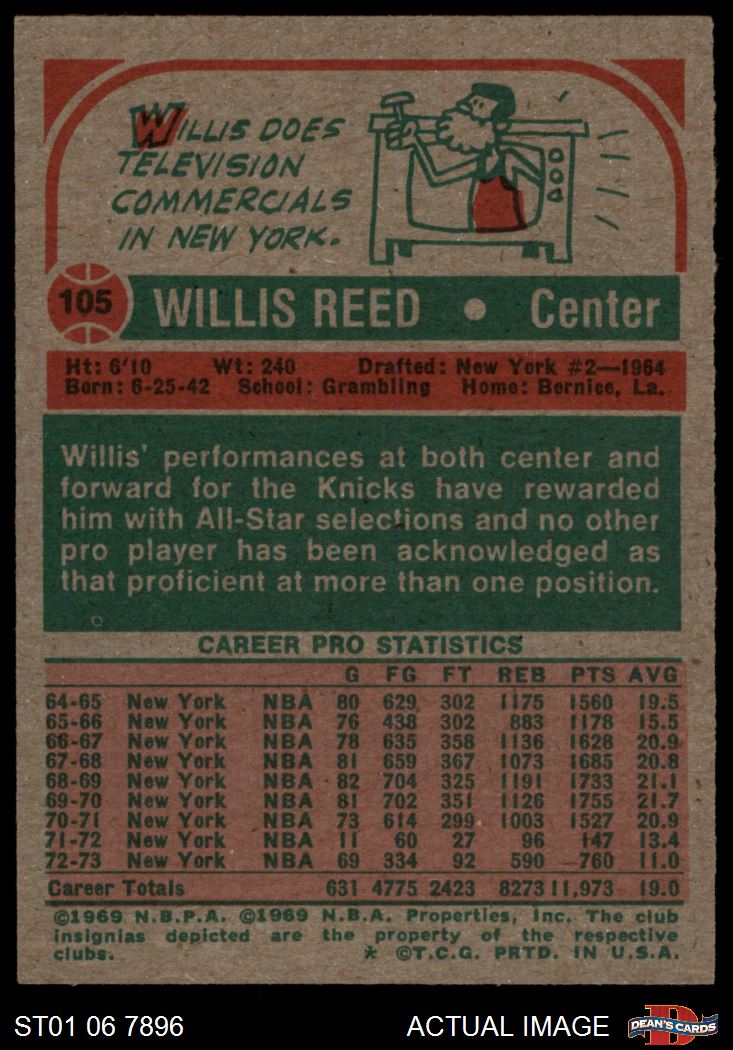 WILLIS DOES
TELEVISION
COMMERCIALS
IN NEW YORK.
105 WILLIS REED • Center
Ht: 6'10 Wt: 240 Drafted: New York #2—1964
Born: 6-25-42 School: Grambling Home: Bernice, La.
Willis' performances at both center and
forward for the Knicks have rewarded
him with All-Star selections and no other
pro player has been acknowledged as
that proficient at more than one position.
CAREER PRO STATISTICS
G FG FT REB PTS AVG
64-65 New York NBA 80 629 302 1175 1560 19.5
65-66 New York NBA 76 438 302 883 1178 15.5
66-67 New York NBA 78 635 358 1136 1628 20.9
67-68 New York NBA 81 659 367 1073 1685 20.8
68-69 New York NBA 82 704 325 1191 1733 21.1
69-70 New York NBA 81 702 351 1126 1755 21.7
70-71 New York NBA 73 614 299 1003 1527 20.9
71-72 New York NBA 11 60 27 96 147 13.4
72-73 New York NBA 69 334 92 590 760 11.0
Career Totals 631 4775 2423 8273 11,973 19.0
©1969 N.B.P.A. ©1969 N.B.A. Properties, Inc. The club
insignias depicted are the property of the respective
clubs. * ©T.C.G. PRTD. IN U.S.A.
ST01 06 7896 ACTUAL IMAGE DEAN'S CARDS